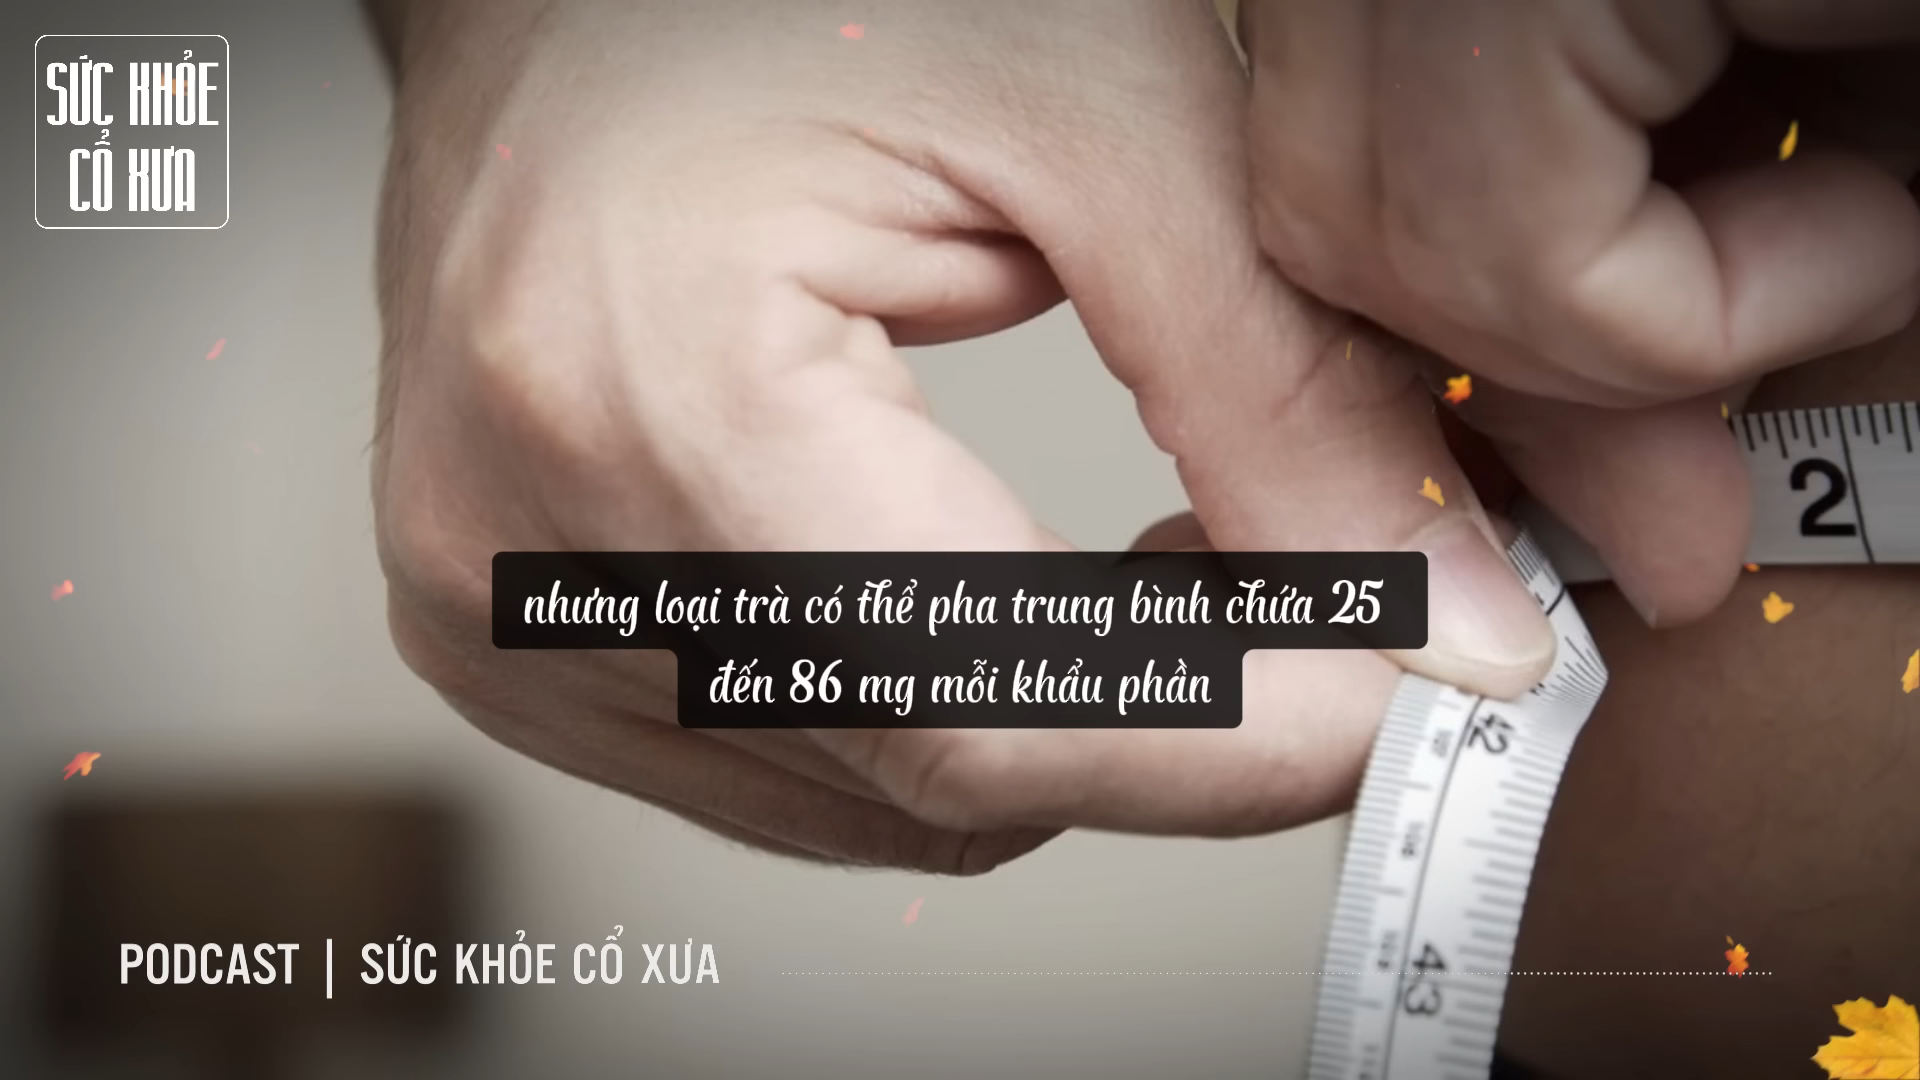 SỨC KHỎE
CỔ XƯA
nhưng loại trà có thể pha trung bình chứa 25
đến 86 mg mỗi khẩu phần
2
42
43
PODCAST | SỨC KHỎE CỔ XƯA